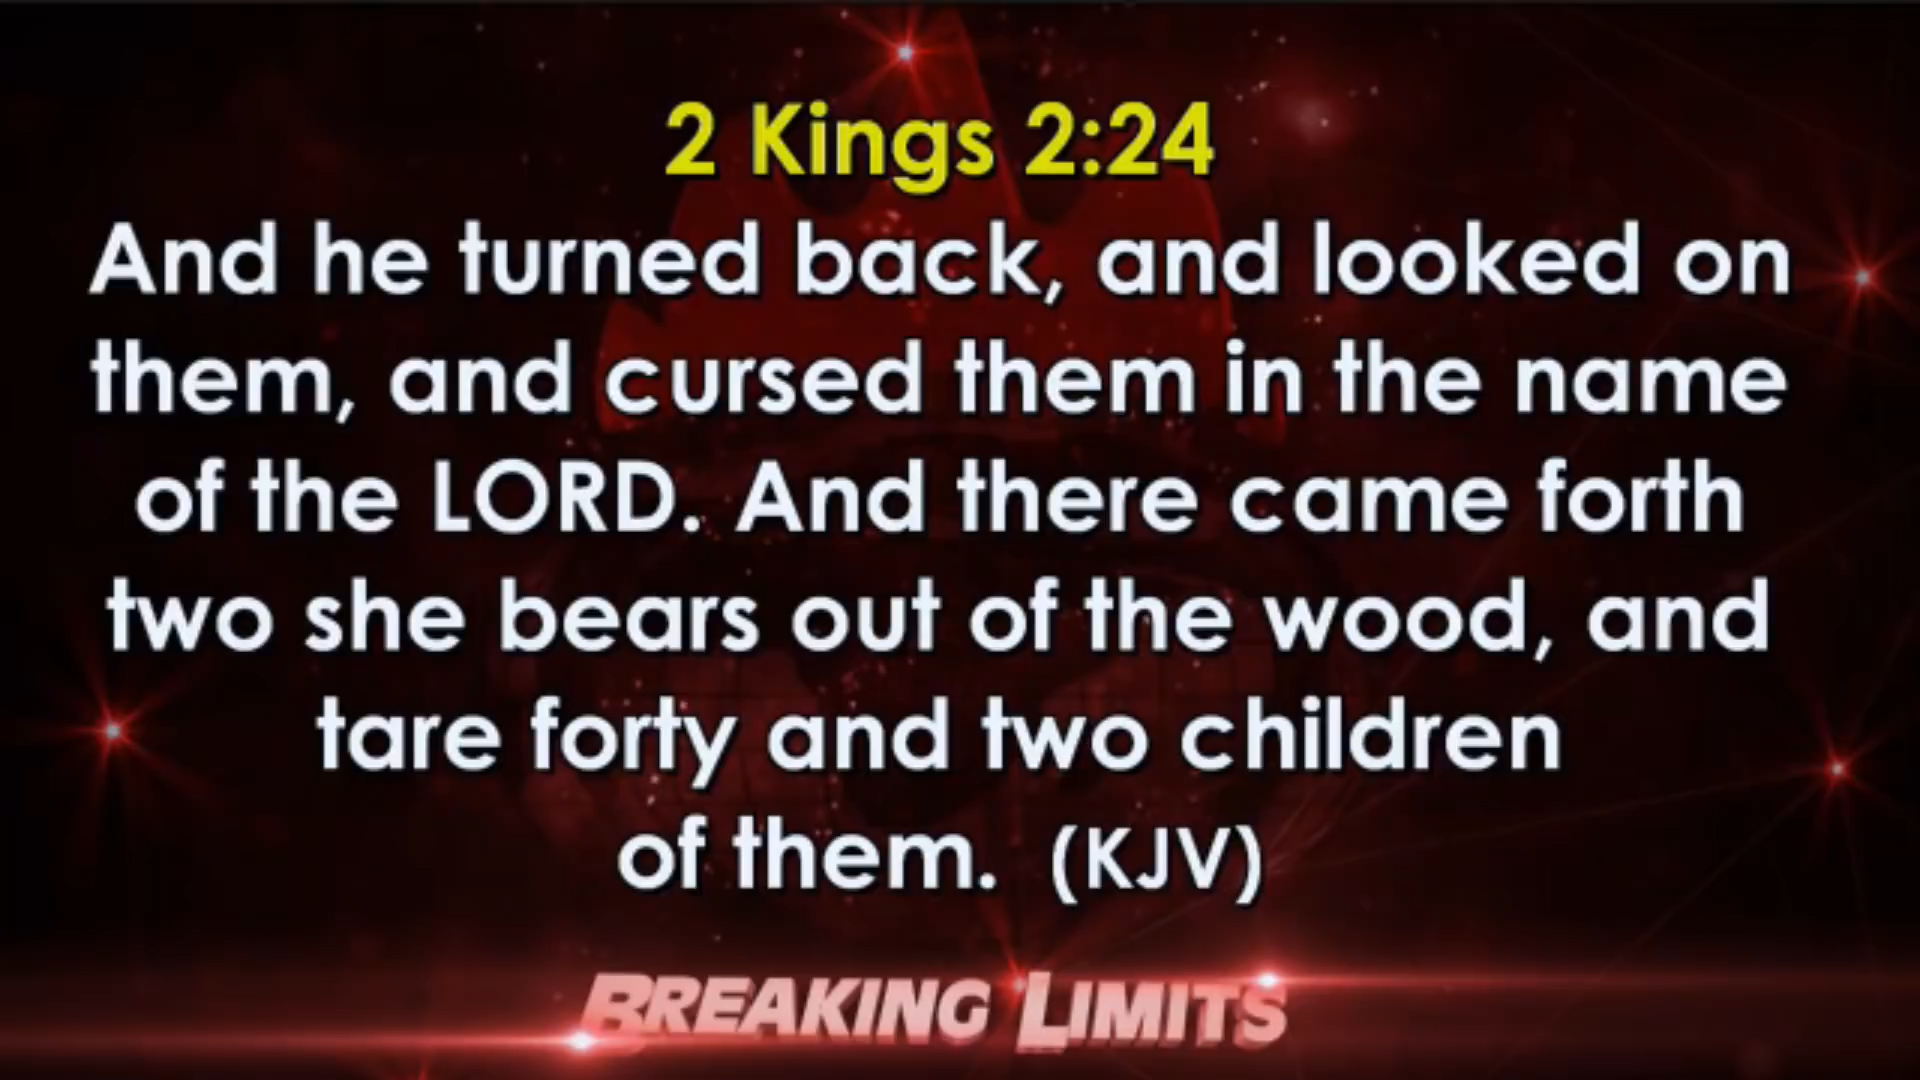 2 Kings 2:24
And he turned back, and looked on
them, and cursed them in the name
of the LORD. And there came forth
two she bears out of the wood, and
tare forty and two children
of them. (KJV)
BREAKING LIMITS